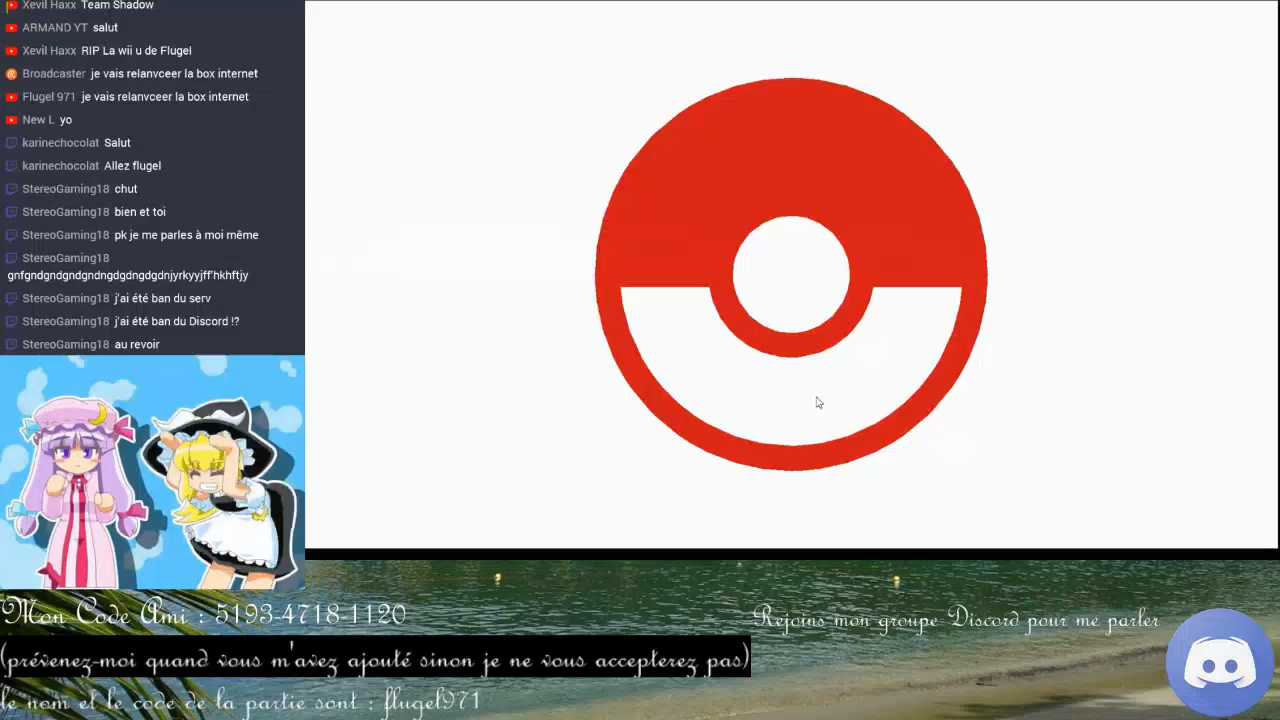 Xevil Haxx Team Shadow
ARMAND YT salut
Xevil Haxx RIP La wii u de Flugel
Broadcaster je vais relanvceer la box internet
Flugel 971 je vais relanvceer la box internet
New L yo
karinechocolat Salut
karinechocolat Allez flugel
StereoGaming18 chut
StereoGaming18 bien et toi
StereoGaming18 pk je me parles à moi même
StereoGaming18
gnfgndgndgndgndngdgdngdgdnjyrkyyjff'hkhftjy
StereoGaming18 j'ai été ban du serv
StereoGaming18 j'ai été ban du Discord !?
StereoGaming18 au revoir
Mon Code Ami : 5193-4718-1120
(prévenez-moi quand vous m'avez ajouté sinon je ne vous accepterez pas)
le nom et le code de la partie sont : flugel971
Rejoins mon groupe Discord pour me parler